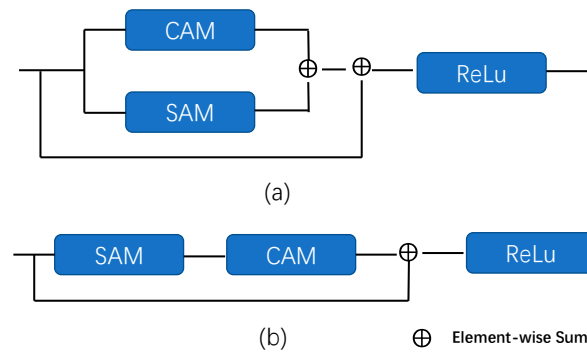 CAM
SAM
ReLu
(a)
SAM CAM ReLu
(b)
⊕ Element-wise Sum